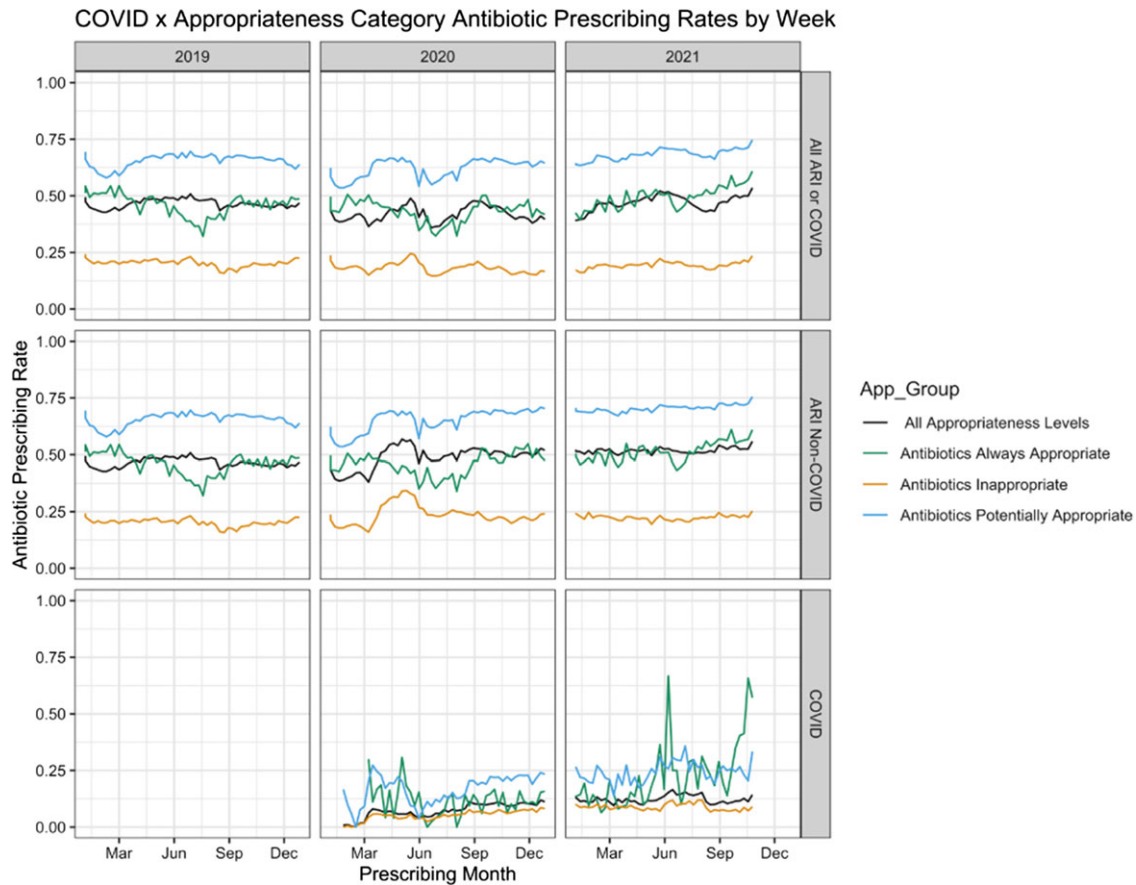 COVID x Appropriateness Category Antibiotic Prescribing Rates by Week
2019
2020
2021
1.00
0.75
0.50
0.25
0.00
All ARI or COVID
1.00
0.75
0.50
0.25
0.00
ARI Non-COVID
1.00
0.75
0.50
0.25
0.00
COVID
Antibiotic Prescribing Rate
Mar Jun Sep Dec
Mar Jun Sep Dec
Mar Jun Sep Dec
Prescribing Month
App_Group
All Appropriateness Levels
Antibiotics Always Appropriate
Antibiotics Inappropriate
Antibiotics Potentially Appropriate